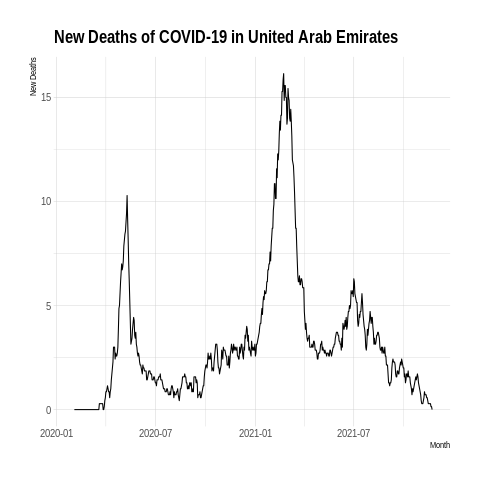 New Deaths of COVID-19 in United Arab Emirates
New Deaths
15
10
5
0
2020-01 2020-07 2021-01 2021-07
Month